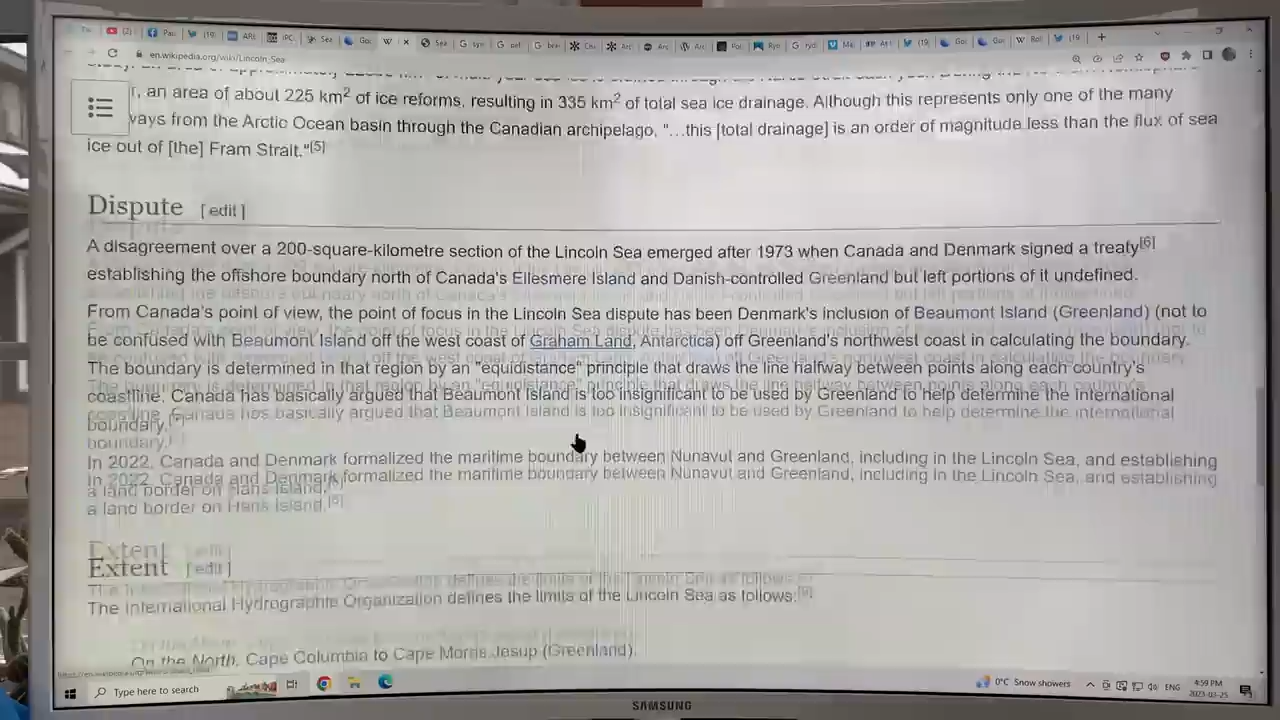 en.wikipedia.org/wiki/Lincoln_Sea
an area of about 225 km2 of ice reforms, resulting in 335 km2 of total sea ice drainage. Although this represents only one of the many
ways from the Arctic Ocean basin through the Canadian archipelago, "…this [total drainage] is an order of magnitude less than the flux of sea
ice out of [the] Fram Strait."[5]
Dispute [edit]
A disagreement over a 200-square-kilometre section of the Lincoln Sea emerged after 1973 when Canada and Denmark signed a treaty[6]
establishing the offshore boundary north of Canada's Ellesmere Island and Danish-controlled Greenland but left portions of it undefined.
From Canada's point of view, the point of focus in the Lincoln Sea dispute has been Denmark's inclusion of Beaumont Island (Greenland) (not to
be confused with Beaumont Island off the west coast of Graham Land, Antarctica) off Greenland's northwest coast in calculating the boundary.
The boundary is determined in that region by an "equidistance" principle that draws the line halfway between points along each country's
coastline. Canada has basically argued that Beaumont Island is too insignificant to be used by Greenland to help determine the international
boundary.
In 2022, Canada and Denmark formalized the maritime boundary between Nunavut and Greenland, including in the Lincoln Sea, and establishing
a land border on Hans Island.
Extent [edit]
The International Hydrographic Organization defines the limits of the Lincoln Sea as follows:[9]
On the North. Cape Columbia to Cape Morris Jesup (Greenland).
Type here to search
0°C Snow showers
ENG
4:59 PM
2023-03-25
SAMSUNG